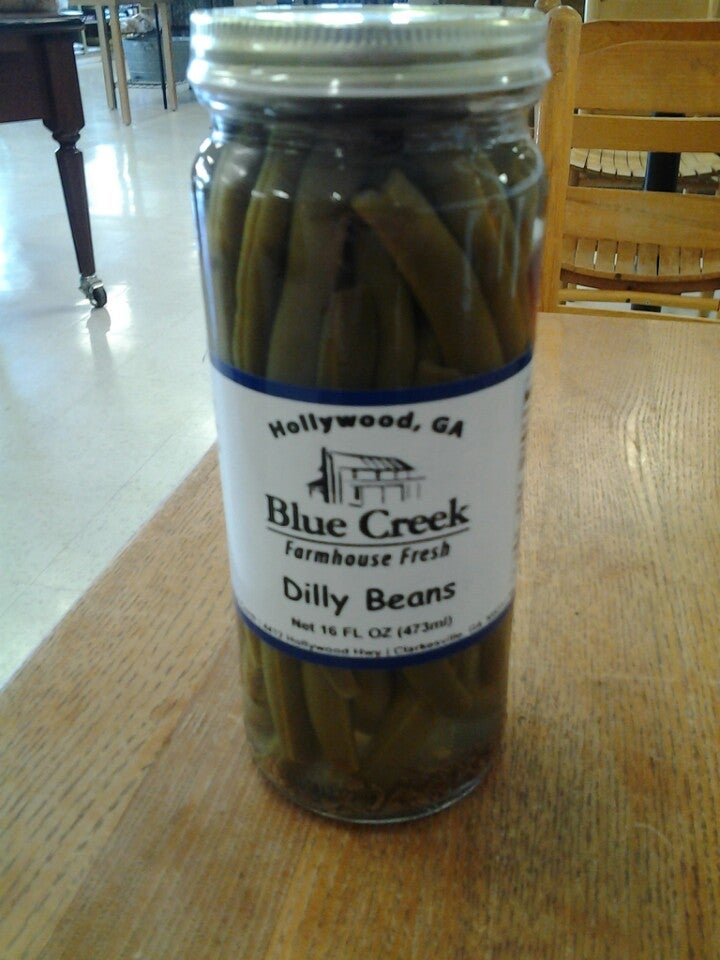 Hollywood, GA
Blue Creek
Farmhouse Fresh
Dilly Beans
Net 16 FL OZ (473ml)
Hollywood Hwy | Clarkesville, GA